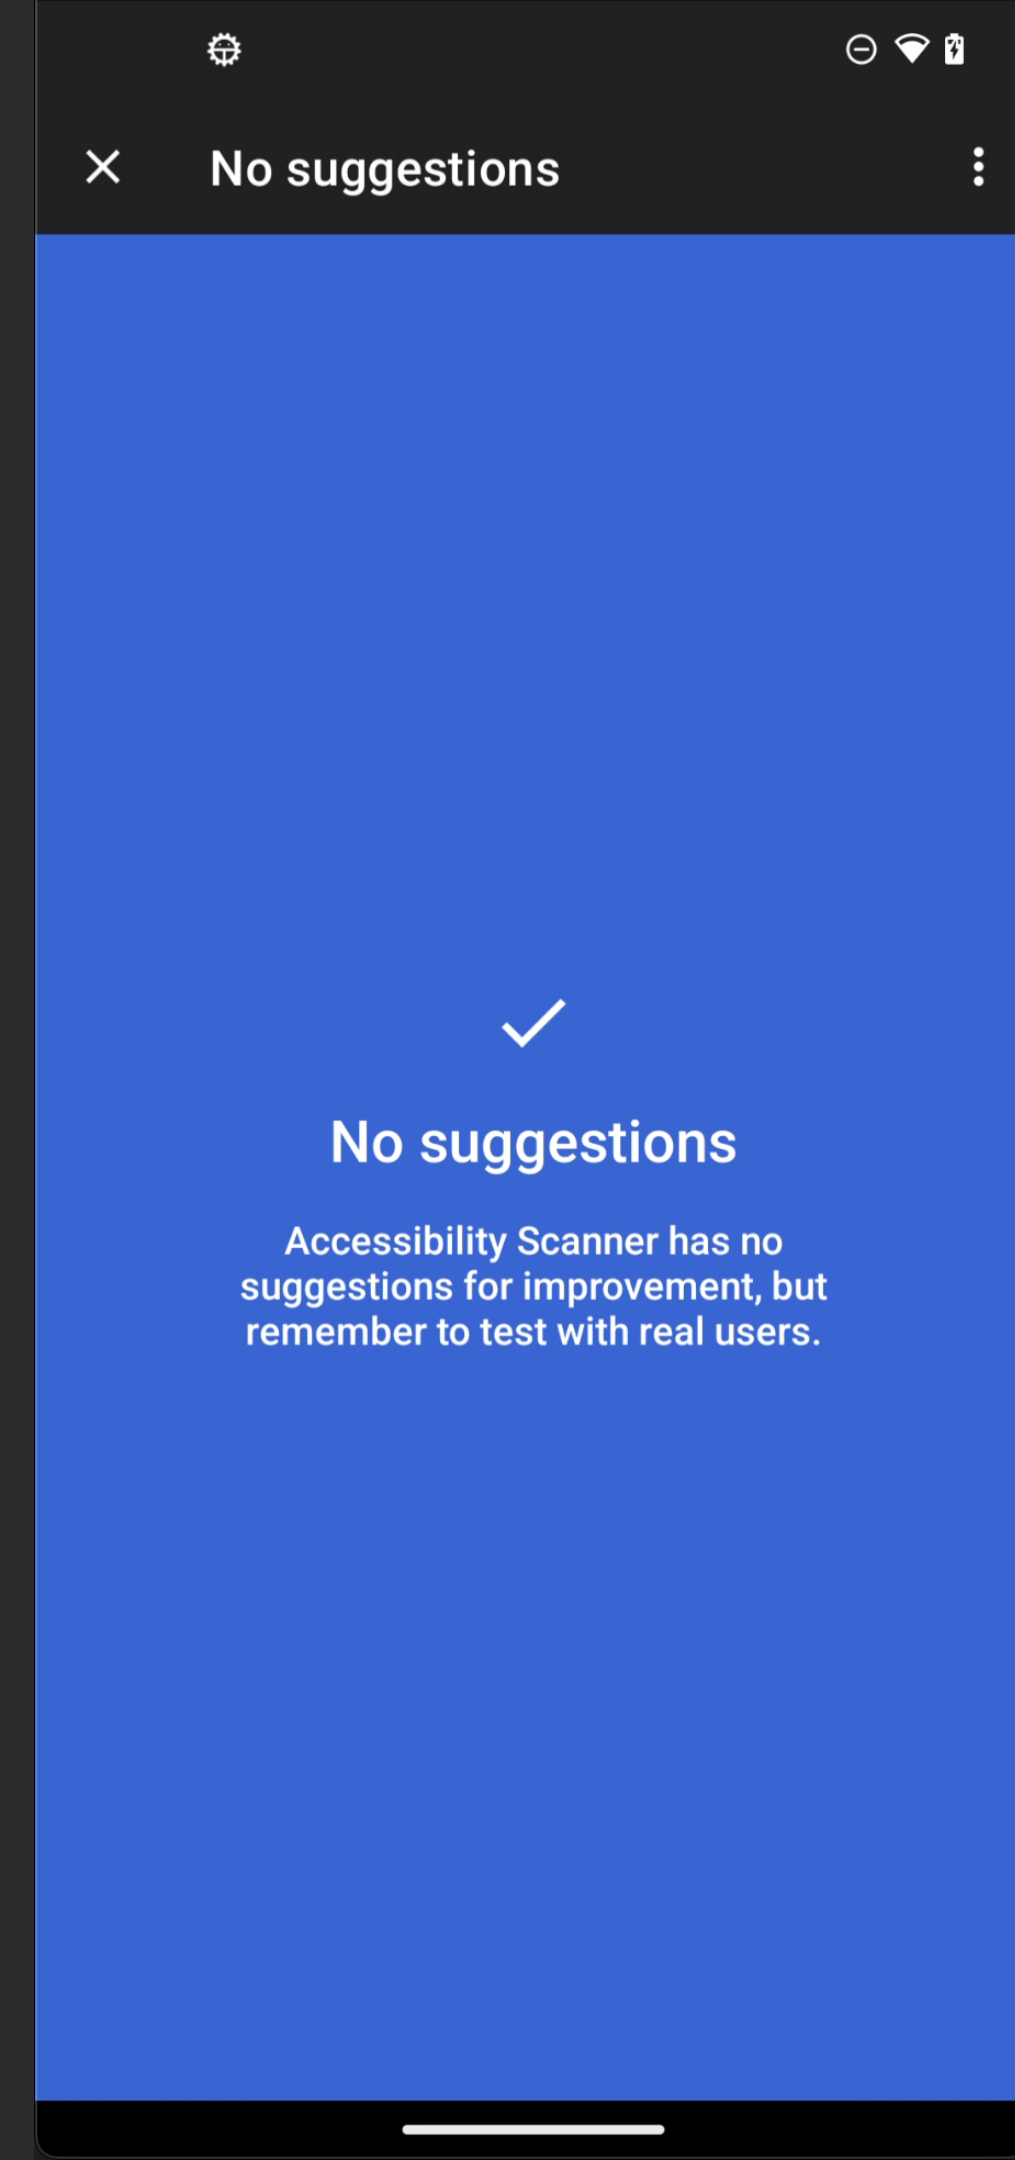 No suggestions
No suggestions
Accessibility Scanner has no
suggestions for improvement, but
remember to test with real users.